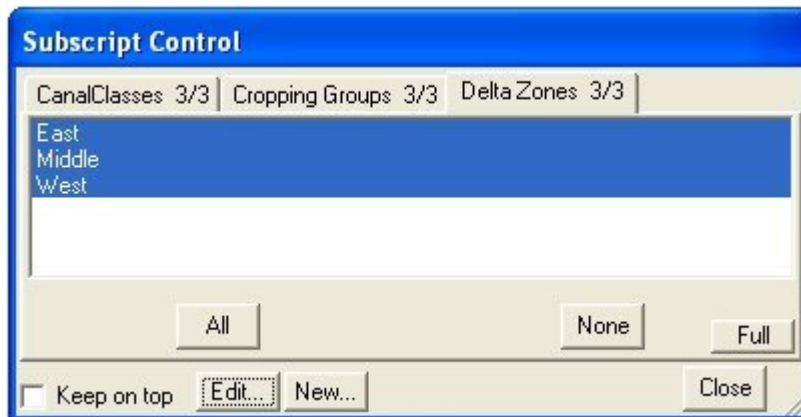 Subscript Control
CanalClasses 3/3 Cropping Groups 3/3 Delta Zones 3/3
East
Middle
West
All None Full
Keep on top Edit... New... Close